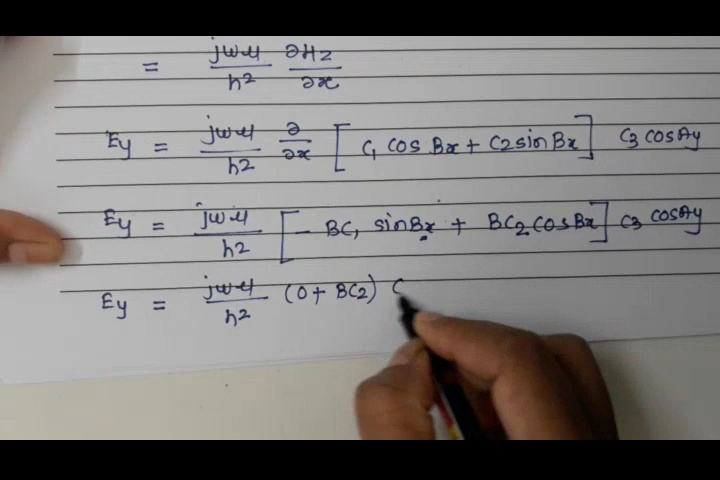 = jωμ/h² ∂Hz/∂x
Ey = jωμ/h² ∂/∂x [ C₁ cos Bx + C2 sin Bx ] C3 cos Ay
Ey = jωμ/h² [ - BC₁ sin Bx + BC₂ cos Bx ] C3 cos Ay
Ey = jωμ/h² (0 + BC2) C